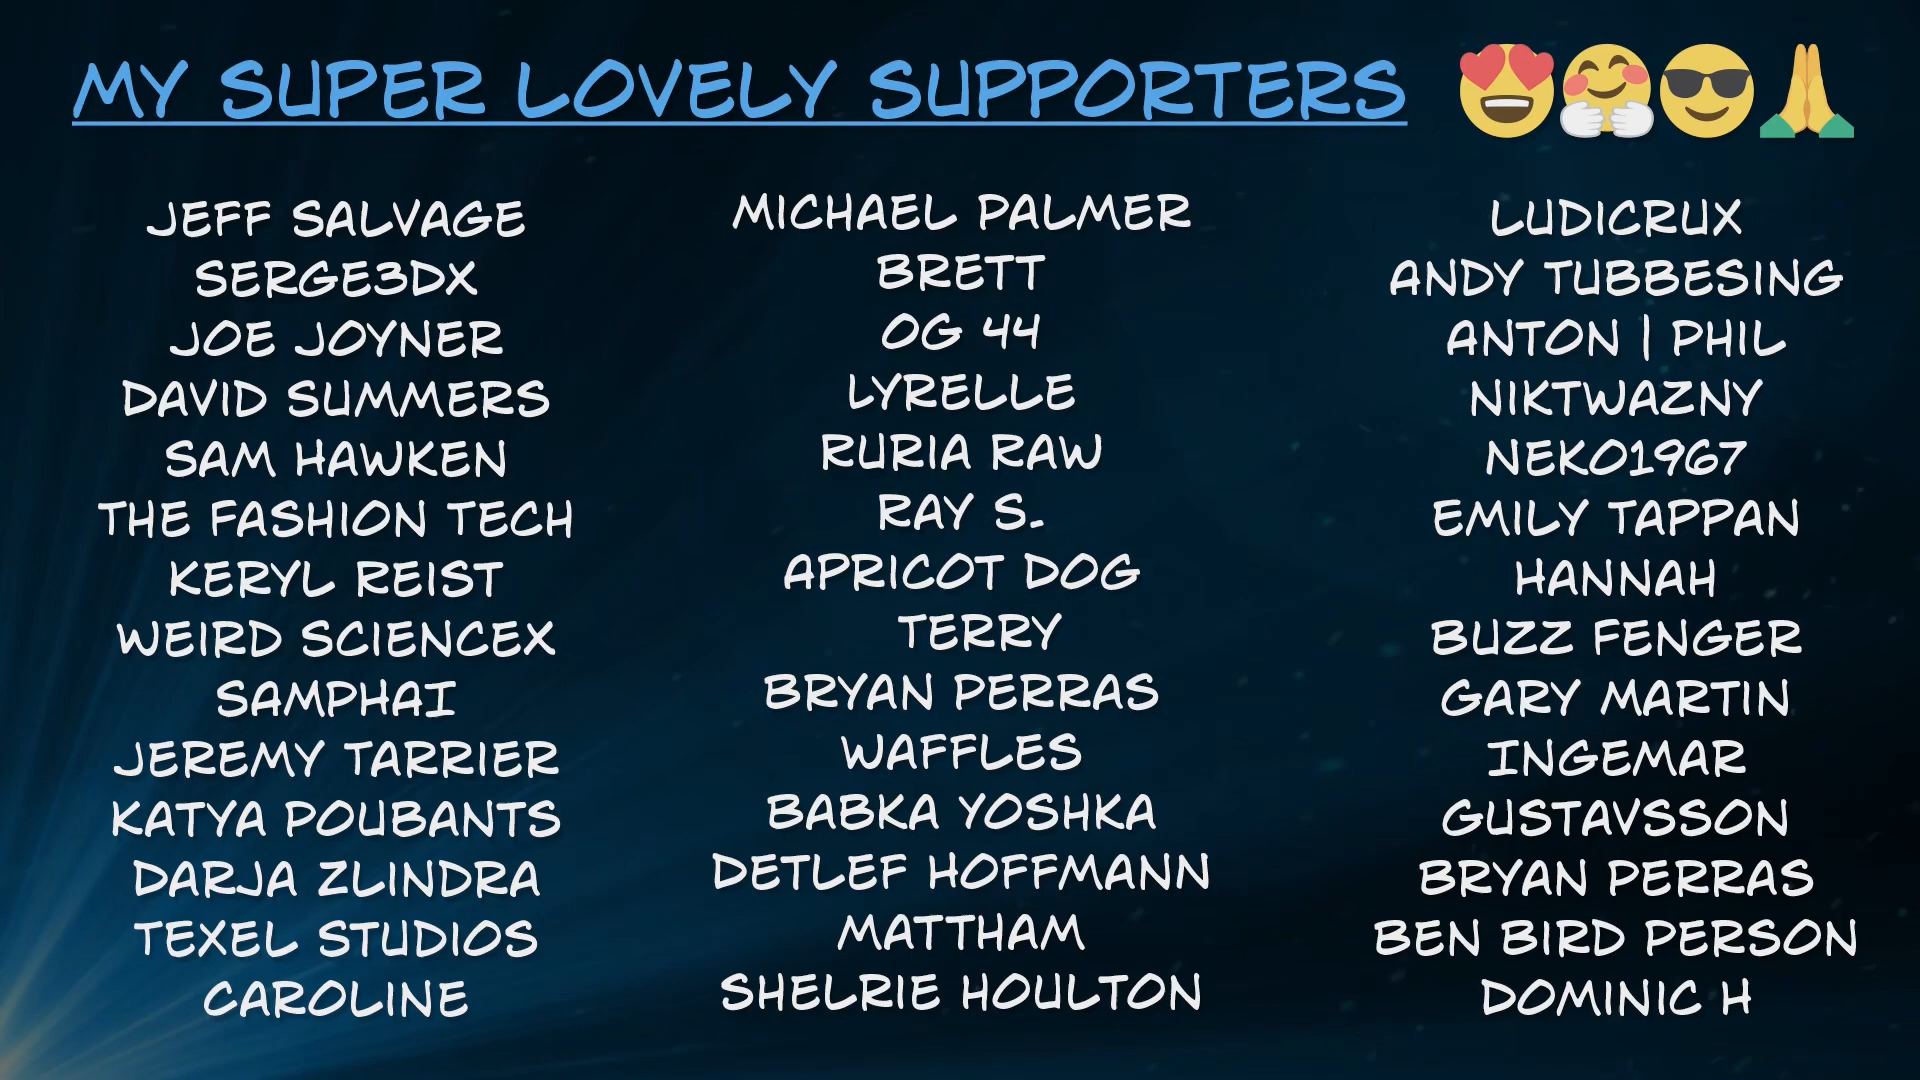 MY SUPER LOVELY SUPPORTERS 😍🤗😎🙏
JEFF SALVAGE
SERGE3DX
JOE JOYNER
DAVID SUMMERS
SAM HAWKEN
THE FASHION TECH
KERYL REIST
WEIRD SCIENCEX
SAMPHAI
JEREMY TARRIER
KATYA POUBANTS
DARJA ZLINDRA
TEXEL STUDIOS
CAROLINE
MICHAEL PALMER
BRETT
OG 44
LYRELLE
RURIA RAW
RAY S.
APRICOT DOG
TERRY
BRYAN PERRAS
WAFFLES
BABKA YOSHKA
DETLEF HOFFMANN
MATTHAM
SHELRIE HOULTON
LUDICRUX
ANDY TUBBESING
ANTON | PHIL
NIKTWAZNY
NEKO1967
EMILY TAPPAN
HANNAH
BUZZ FENGER
GARY MARTIN
INGEMAR
GUSTAVSSON
BRYAN PERRAS
BEN BIRD PERSON
DOMINIC H